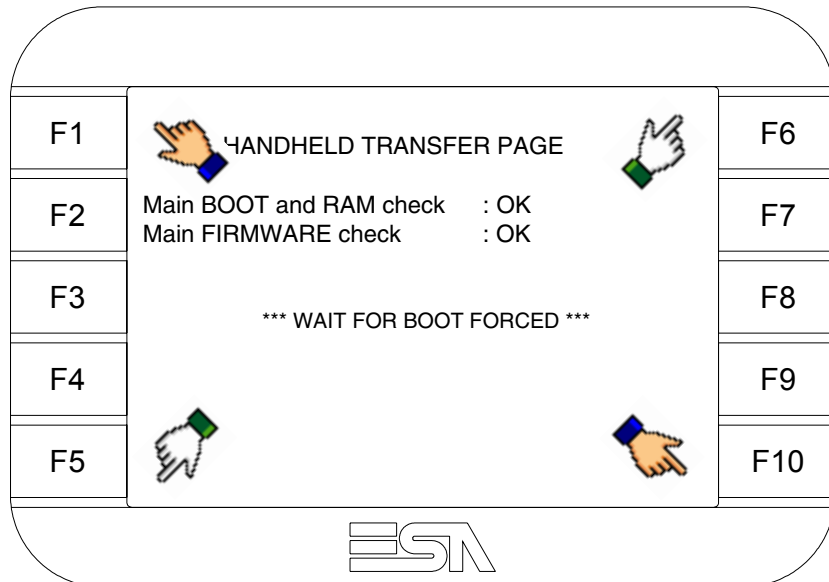 F1
HANDHELD TRANSFER PAGE
F6
F2
Main BOOT and RAM check : OK
Main FIRMWARE check : OK
F7
F3
*** WAIT FOR BOOT FORCED ***
F8
F4
F9
F5
F10
ESA